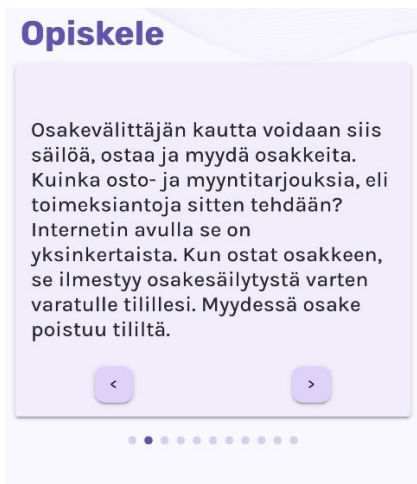 Opiskele
Osakevälittäjän kautta voidaan siis
säilöä, ostaa ja myydä osakkeita.
Kuinka osto- ja myyntitarjouksia, eli
toimeksiantoja sitten tehdään?
Internetin avulla se on
yksinkertaista. Kun ostat osakkeen,
se ilmestyy osakesäilytystä varten
varatulle tilillesi. Myydessä osake
poistuu tililtä.
< >